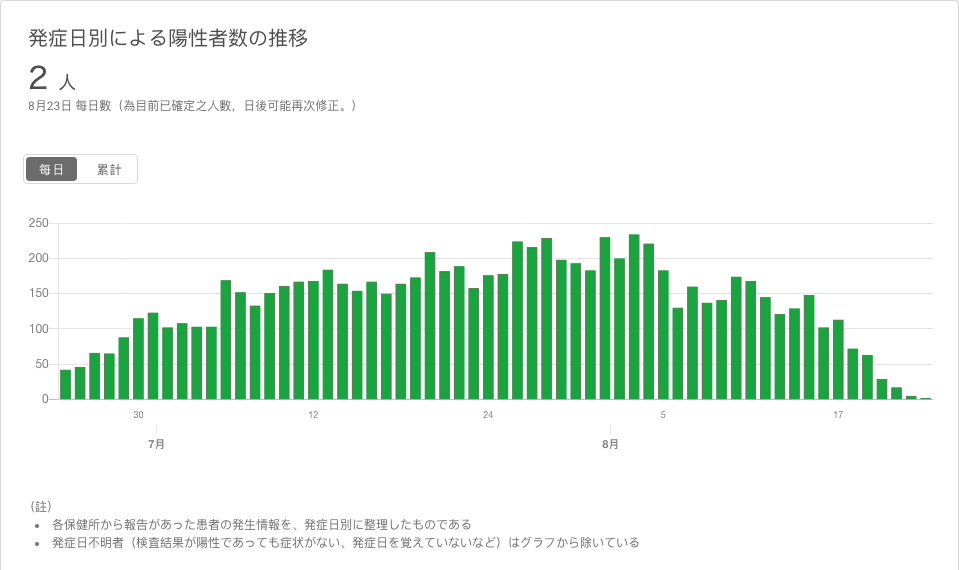 発症日別による陽性者数の推移
2 人
8月23日 每日數（為目前已確定之人數，日後可能再次修正。）
每日 累計
250
200
150
100
50
0
30 12 24 5 17
7月 8月
（註）
• 各保健所から報告があった患者の発生情報を、発症日別に整理したものである
• 発症日不明者（検査結果が陽性であっても症状がない、発症日を覚えていないなど）はグラフから除いている